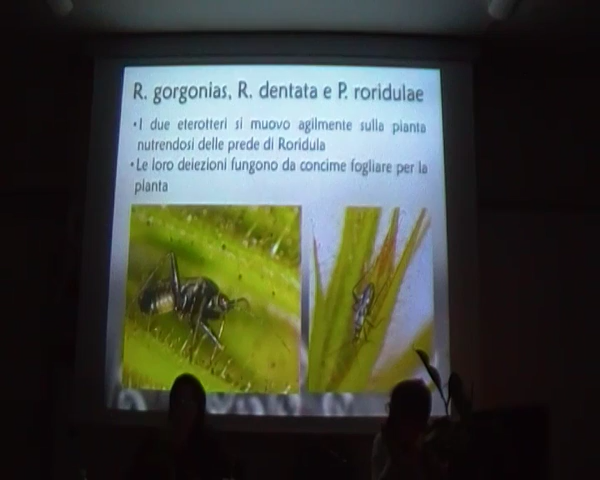 R. gorgonias, R. dentata e P. roridulae
•I due eterotteri si muovo agilmente sulla pianta
nutrendosi delle prede di Roridula
•Le loro deiezioni fungono da concime fogliare per la
pianta